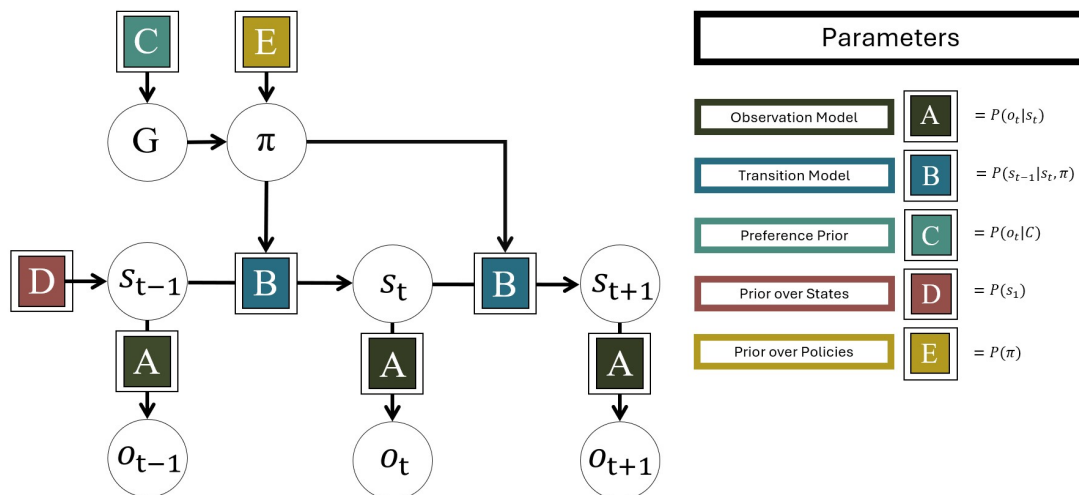 C E
G π
D s_{t−1} B s_t B s_{t+1}
A A A
o_{t−1} o_t o_{t+1}
Parameters
Observation Model A = P(o_t|s_t)
Transition Model B = P(s_{t−1}|s_t, π)
Preference Prior C = P(o_t|C)
Prior over States D = P(s_1)
Prior over Policies E = P(π)